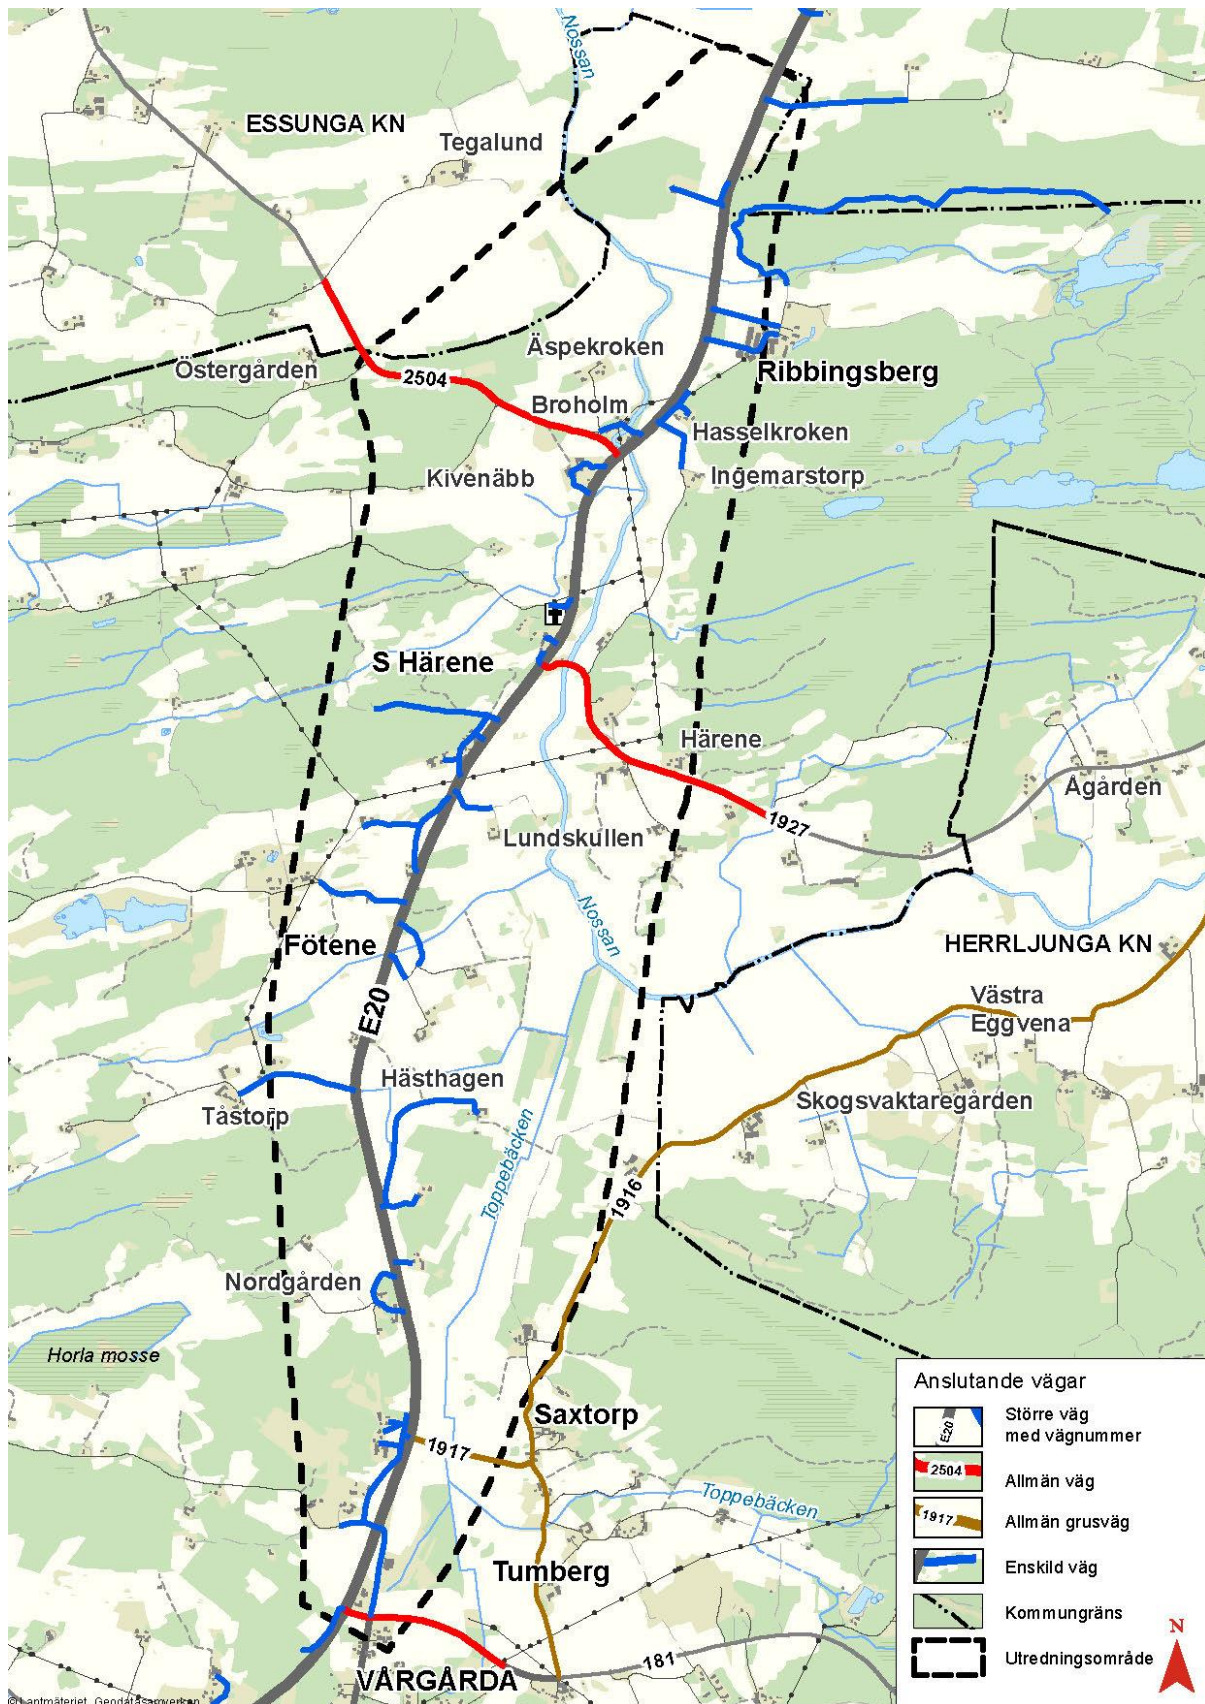 Nossan
ESSUNGA KN
Tegalund
Äspekroken
Östergården
2504
Ribbingsberg
Broholm
Hasselkroken
Kivenäbb
Ingemarstorp
S Härene
Härene
Ågården
1927
Lundskullen
Nossan
Fötene
HERRLJUNGA KN
E20
Västra
Eggvena
Hästhagen
Tåstorp
Skogsvaktaregården
Toppebäcken
1916
Nordgården
Horla mosse
Saxtorp
1917
Toppebäcken
Tumberg
181
VÅRGÅRDA
Anslutande vägar
E20
Större väg
med vägnummer
2504
Allmän väg
1917
Allmän grusväg
Enskild väg
Kommungräns
Utredningsområde
N
© Lantmäteriet, Geodatasamverkan